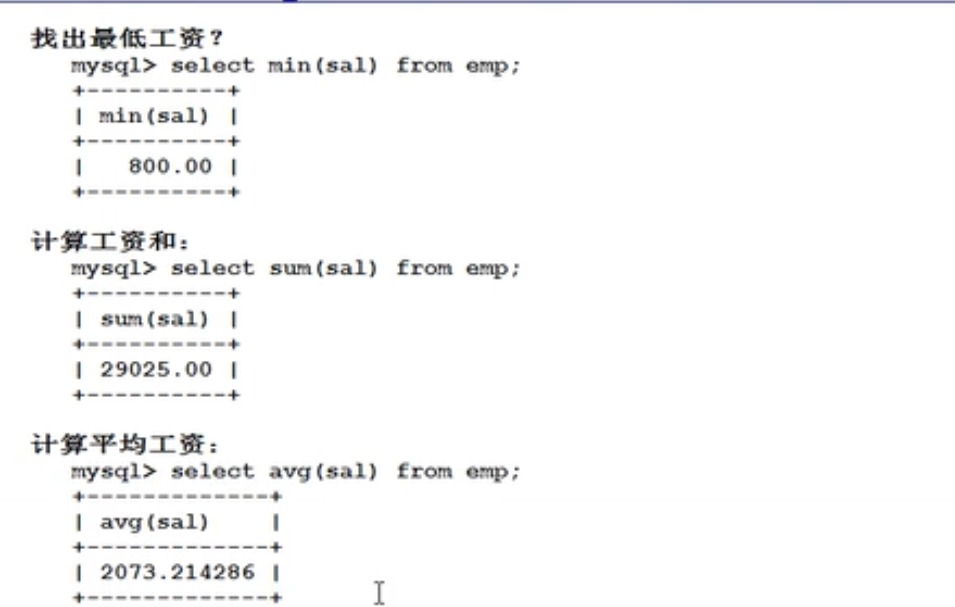 找出最低工资?
mysql> select min(sal) from emp;
+----------+
| min(sal) |
+----------+
|   800.00 |
+----------+
计算工资和:
mysql> select sum(sal) from emp;
+----------+
| sum(sal) |
+----------+
| 29025.00 |
+----------+
计算平均工资:
mysql> select avg(sal) from emp;
+-------------+
| avg(sal)    |
+-------------+
| 2073.214286 |
+-------------+